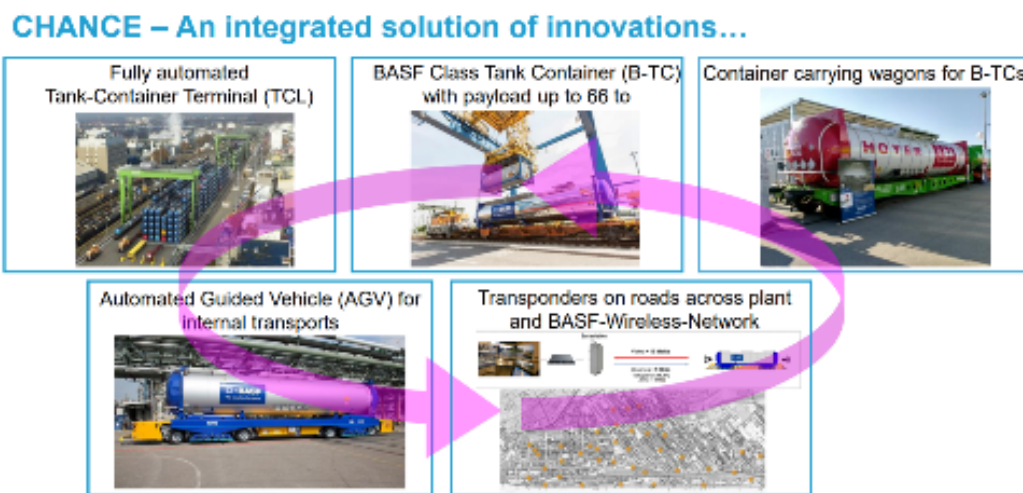 CHANCE – An integrated solution of innovations...
Fully automated
Tank-Container Terminal (TCL)
BASF Class Tank Container (B-TC)
with payload up to 66 to
Container carrying wagons for B-TCs
HOYER
Automated Guided Vehicle (AGV) for
internal transports
BASF
Transponders on roads across plant
and BASF-Wireless-Network